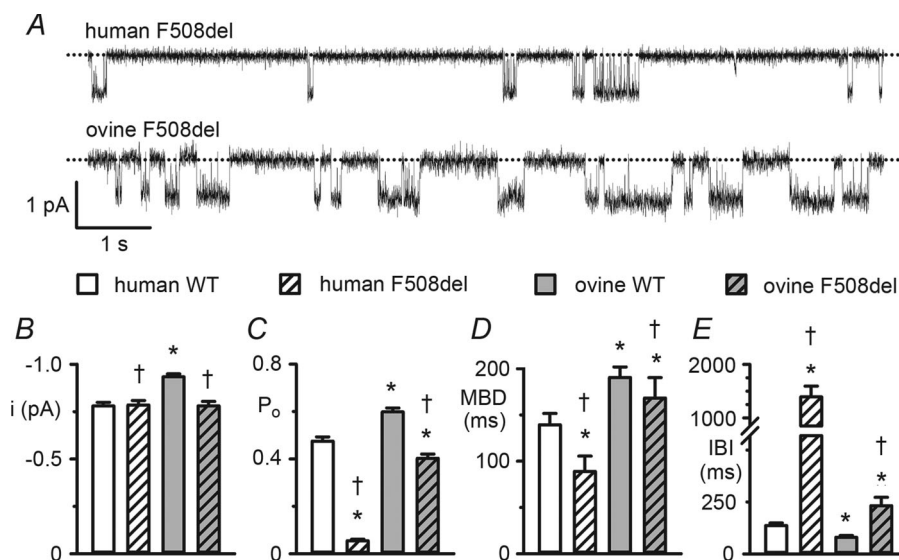 A
human F508del
ovine F508del
1 pA
1 s
human WT
human F508del
ovine WT
ovine F508del
B
-1.0
i (pA)
-0.5
0
†
*
†
C
0.8
Po
0.4
0
†
*
*
†
*
D
200
MBD
(ms)
100
0
†
*
*
†
*
E
2000
1000
IBI
(ms)
250
0
†
*
*
†
*